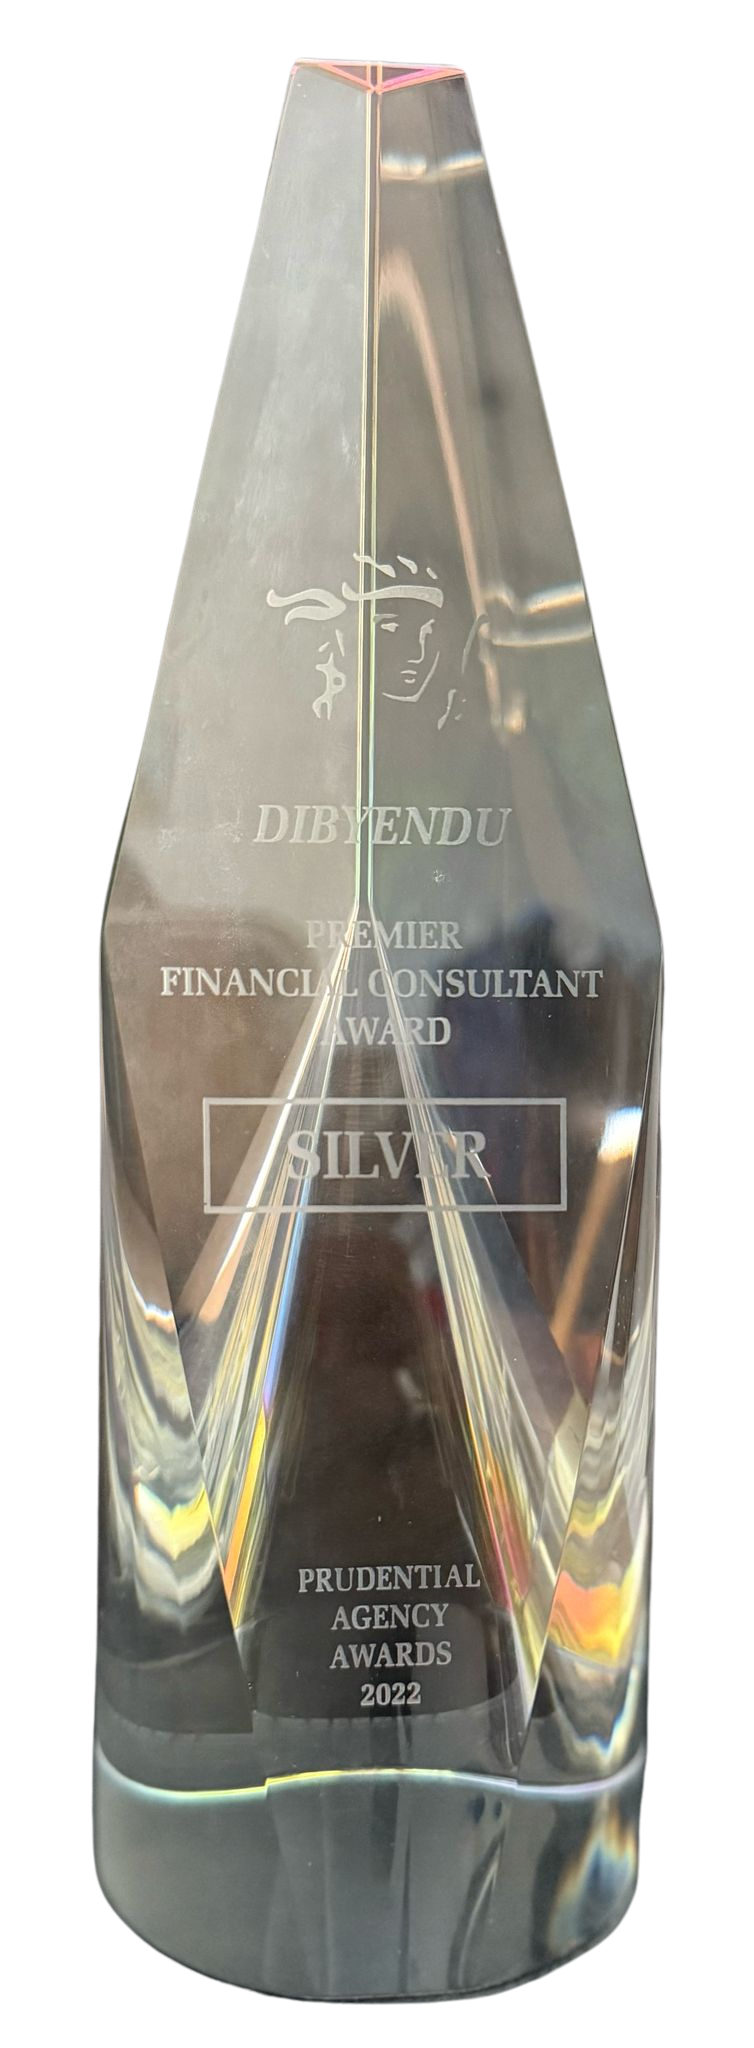 DIBYENDU
PREMIER
FINANCIAL CONSULTANT
AWARD
SILVER
PRUDENTIAL
AGENCY
AWARDS
2022